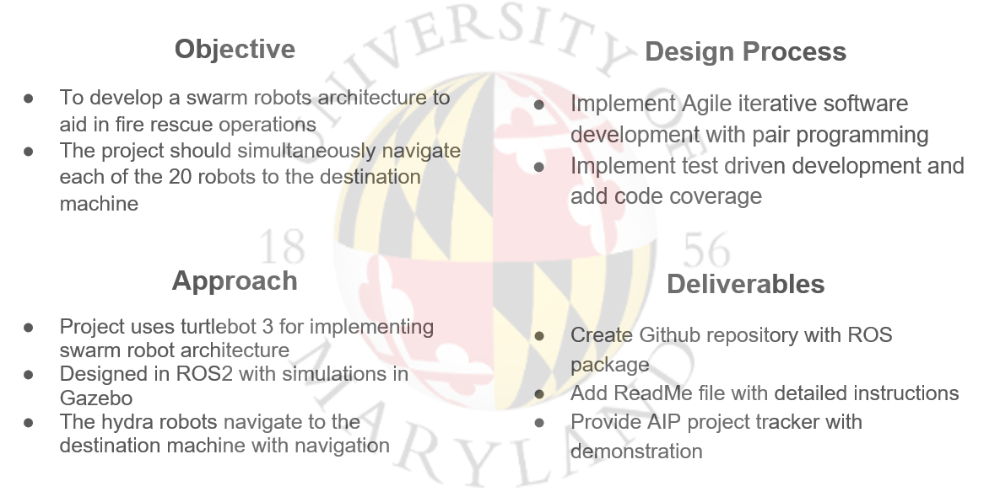 Objective
● To develop a swarm robots architecture to
aid in fire rescue operations
● The project should simultaneously navigate
each of the 20 robots to the destination
machine
Design Process
● Implement Agile iterative software
development with pair programming
● Implement test driven development and
add code coverage
Approach
● Project uses turtlebot 3 for implementing
swarm robot architecture
● Designed in ROS2 with simulations in
Gazebo
● The hydra robots navigate to the
destination machine with navigation
Deliverables
● Create Github repository with ROS
package
● Add ReadMe file with detailed instructions
● Provide AIP project tracker with
demonstration
UNIVERSITY OF
18 56
MARYLAND